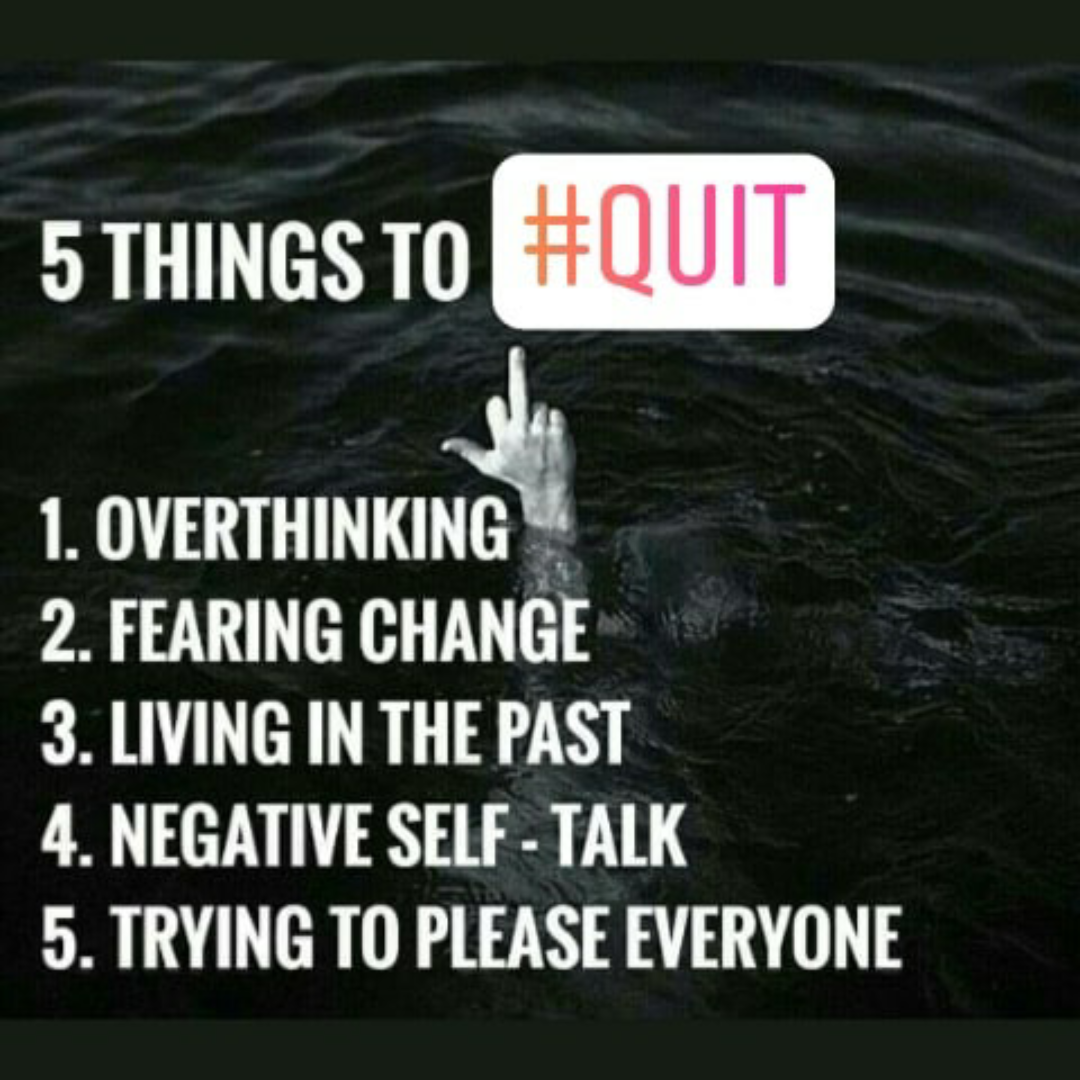 5 THINGS TO #QUIT
1. OVERTHINKING
2. FEARING CHANGE
3. LIVING IN THE PAST
4. NEGATIVE SELF - TALK
5. TRYING TO PLEASE EVERYONE